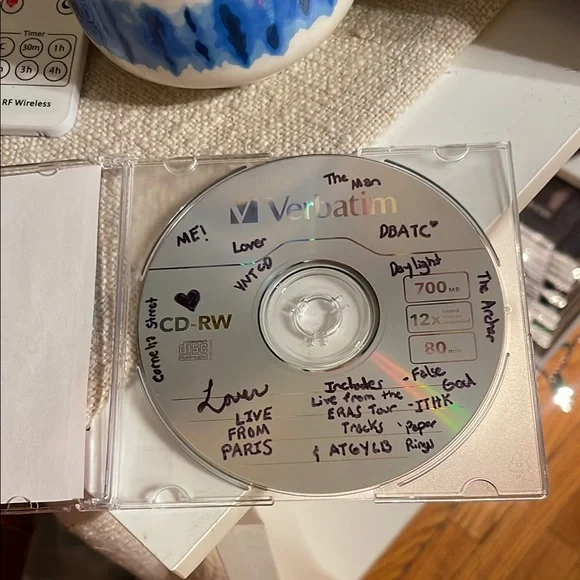 Timer
C 30m 1h
3h 4h
RF Wireless
The Man
Verbatim
ME!
Lover
DBATC♥
YNTCD
Daylight
The Archer
Cornelia Street
♥
CD-RW
700 MB
12x speed
80 min
Lover
LIVE
FROM
PARIS
Includes
Live from the
ERAS Tour
Tracks
- False
God
- ITHK
· Paper
Rings
& ATGYLB